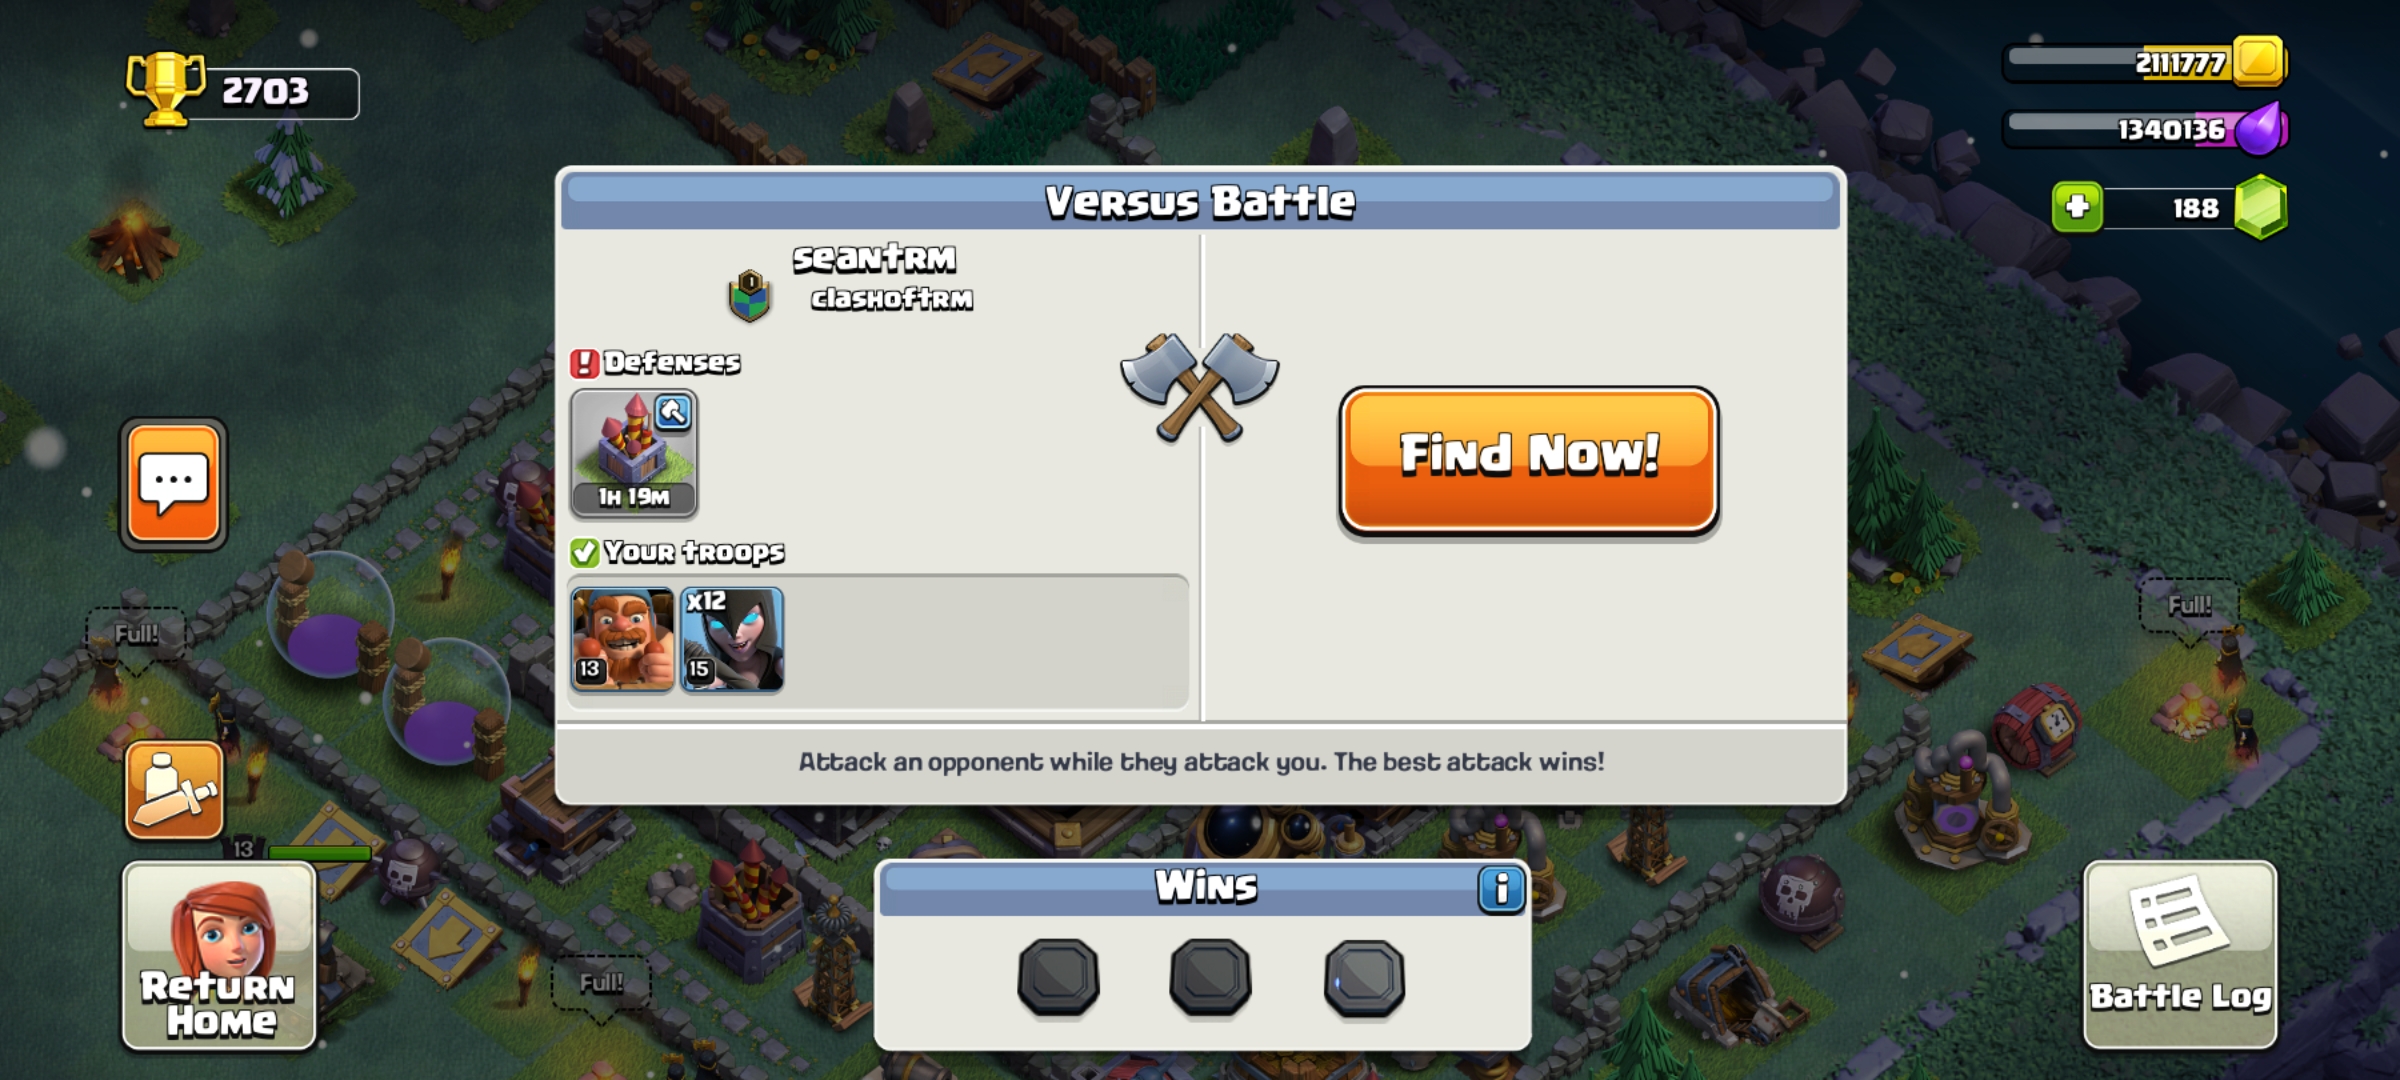 2703
2111777
1340136
188
Versus Battle
seantrm
1
clashoftrm
! Defenses
1H 19M
Find Now!
Your troops
13
x12
15
Attack an opponent while they attack you. The best attack wins!
Full!
Full!
13
Wins
i
Full!
Return
Home
Battle Log